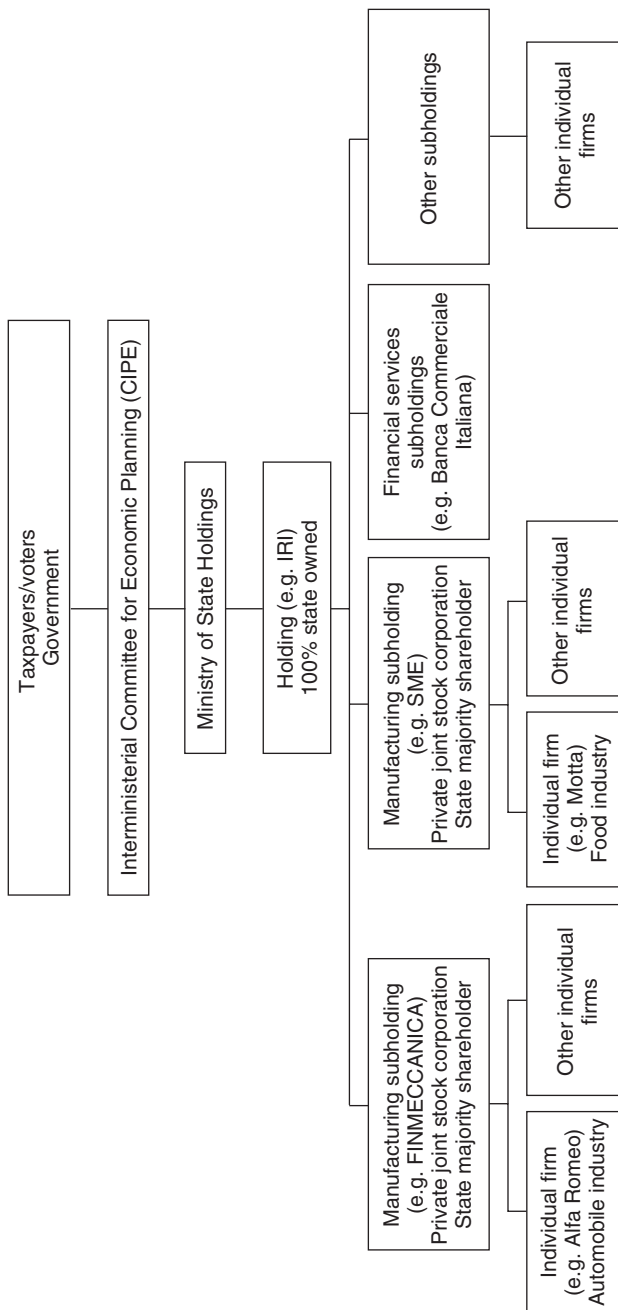 Taxpayers/voters
Government
Interministerial Committee for Economic Planning (CIPE)
Ministry of State Holdings
Holding (e.g. IRI)
100% state owned
Manufacturing subholding
(e.g. FINMECCANICA)
Private joint stock corporation
State majority shareholder
Manufacturing subholding
(e.g. SME)
Private joint stock corporation
State majority shareholder
Financial services
subholdings
(e.g. Banca Commerciale
Italiana)
Other subholdings
Individual firm
(e.g. Alfa Romeo)
Automobile industry
Other individual
firms
Individual firm
(e.g. Motta)
Food industry
Other individual
firms
Other individual
firms